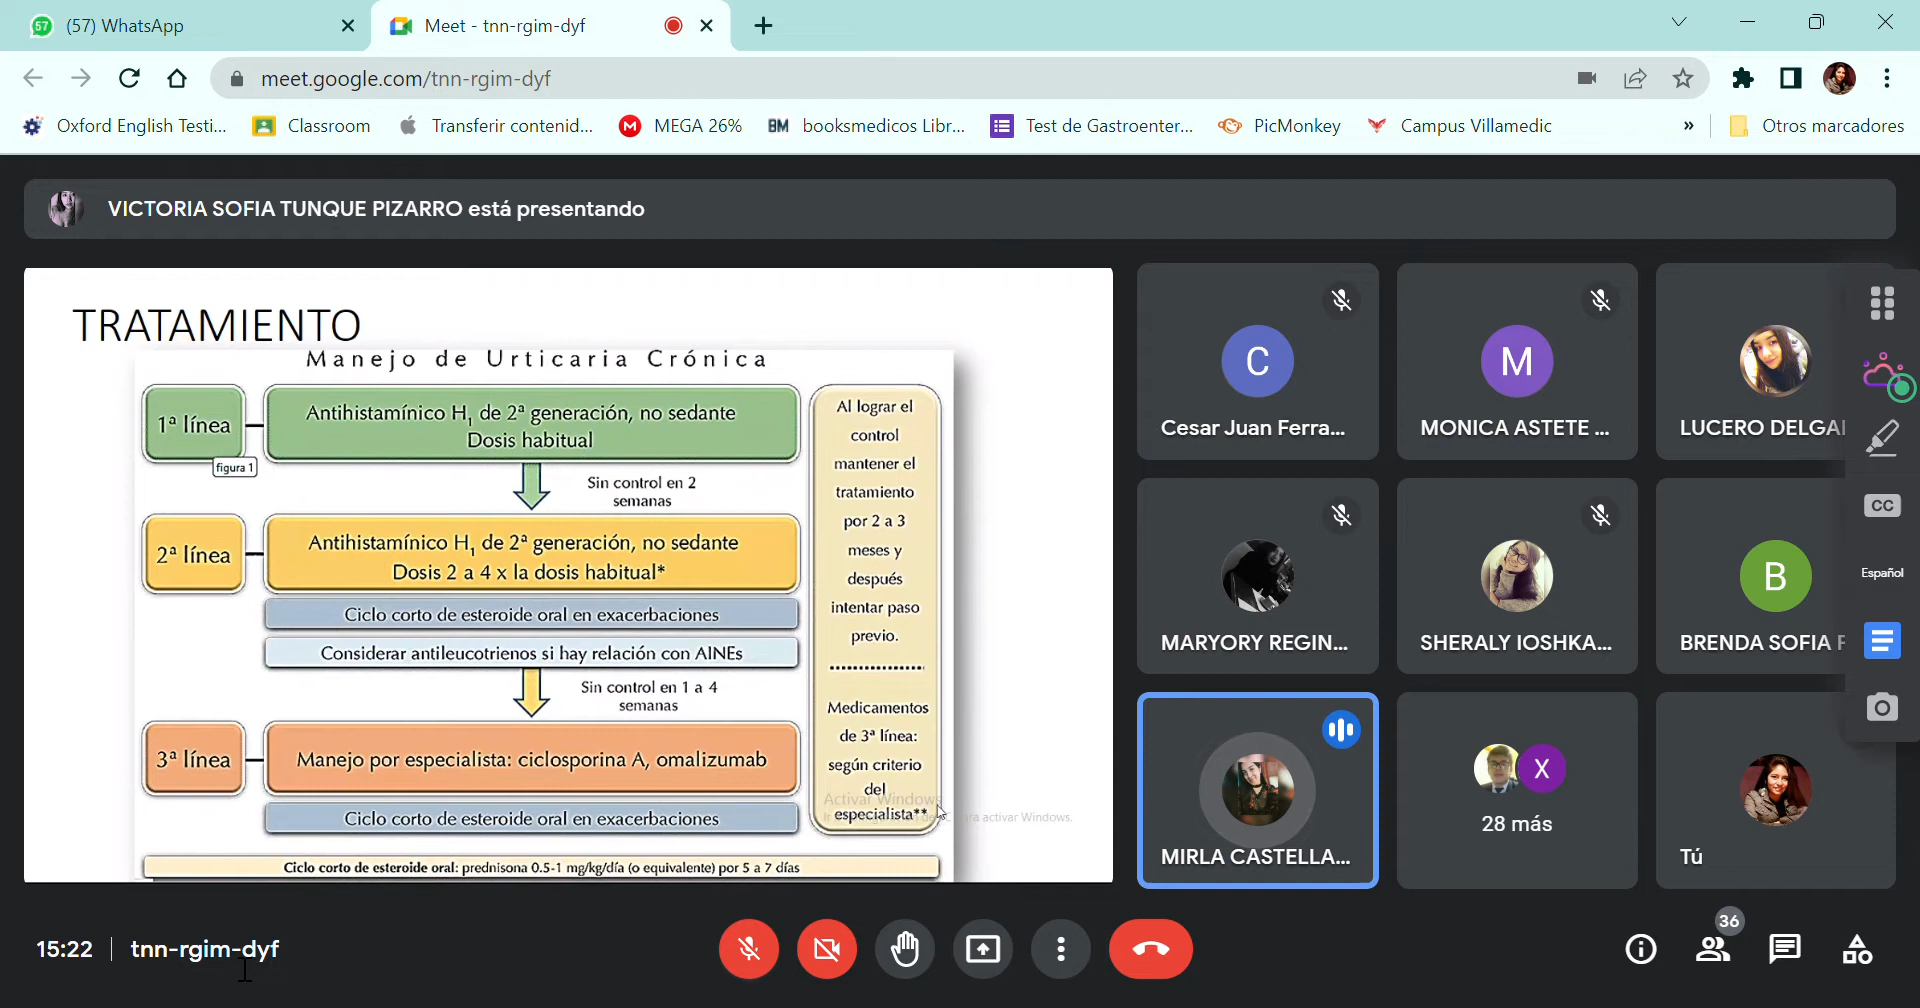 57
(57) WhatsApp
Meet - tnn-rgim-dyf
meet.google.com/tnn-rgim-dyf
Oxford English Testi...
Classroom
Transferir contenid...
MEGA 26%
BM booksmedicos Libr...
Test de Gastroenter...
PicMonkey
Campus Villamedic
»
Otros marcadores
VICTORIA SOFIA TUNQUE PIZARRO está presentando
TRATAMIENTO
Manejo de Urticaria Crónica
1ª línea
figura 1
Antihistamínico H1 de 2ª generación, no sedante
Dosis habitual
Sin control en 2
semanas
2ª línea
Antihistamínico H1 de 2ª generación, no sedante
Dosis 2 a 4 x la dosis habitual*
Ciclo corto de esteroide oral en exacerbaciones
Considerar antileucotrienos si hay relación con AINEs
Sin control en 1 a 4
semanas
3ª línea
Manejo por especialista: ciclosporina A, omalizumab
Ciclo corto de esteroide oral en exacerbaciones
Al lograr el
control
mantener el
tratamiento
por 2 a 3
meses y
después
intentar paso
previo.
Medicamentos
de 3ª línea:
según criterio
del
especialista**
Activar Windows
activar Windows.
Ciclo corto de esteroide oral: prednisona 0.5-1 mg/kg/día (o equivalente) por 5 a 7 días
C
Cesar Juan Ferra...
M
MONICA ASTETE ...
LUCERO DELGA
MARYORY REGIN...
SHERALY IOSHKA...
B
BRENDA SOFIA
MIRLA CASTELLA...
X
28 más
Tú
CC
Español
15:22
tnn-rgim-dyf
36